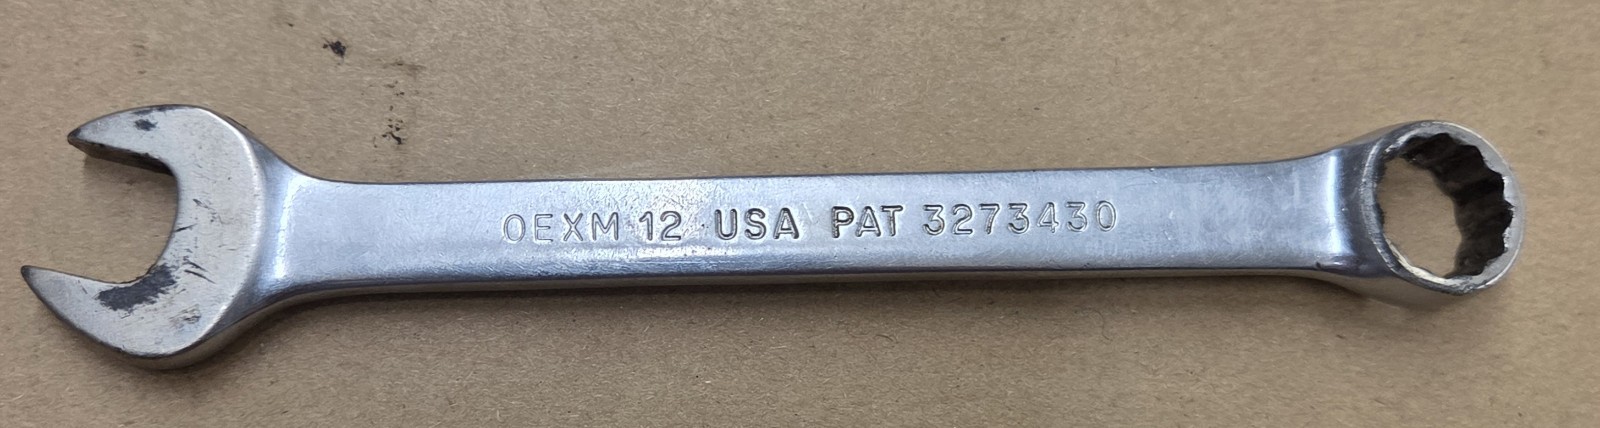 OEXM 12 USA PAT 3273430